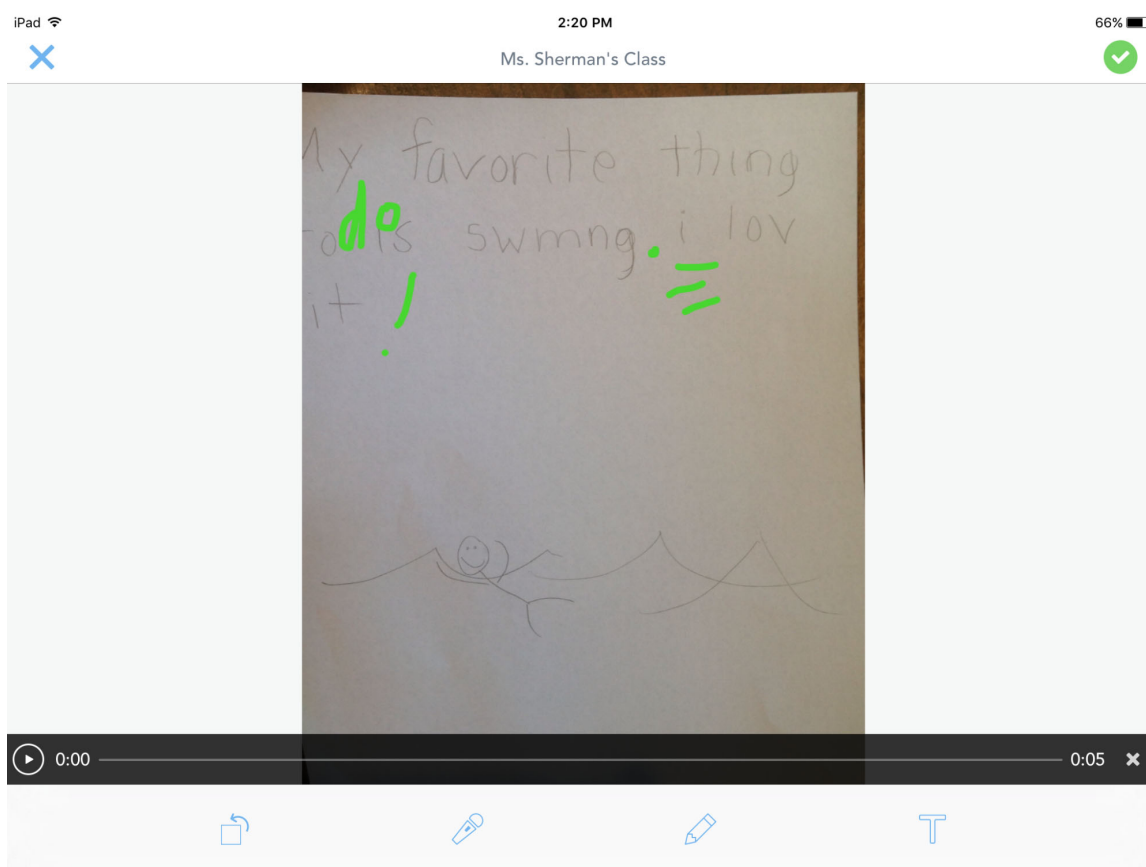 iPad
2:20 PM
66%
Ms. Sherman's Class
My favorite thing
to do is swmng. i lov
it!
0:00
0:05
T